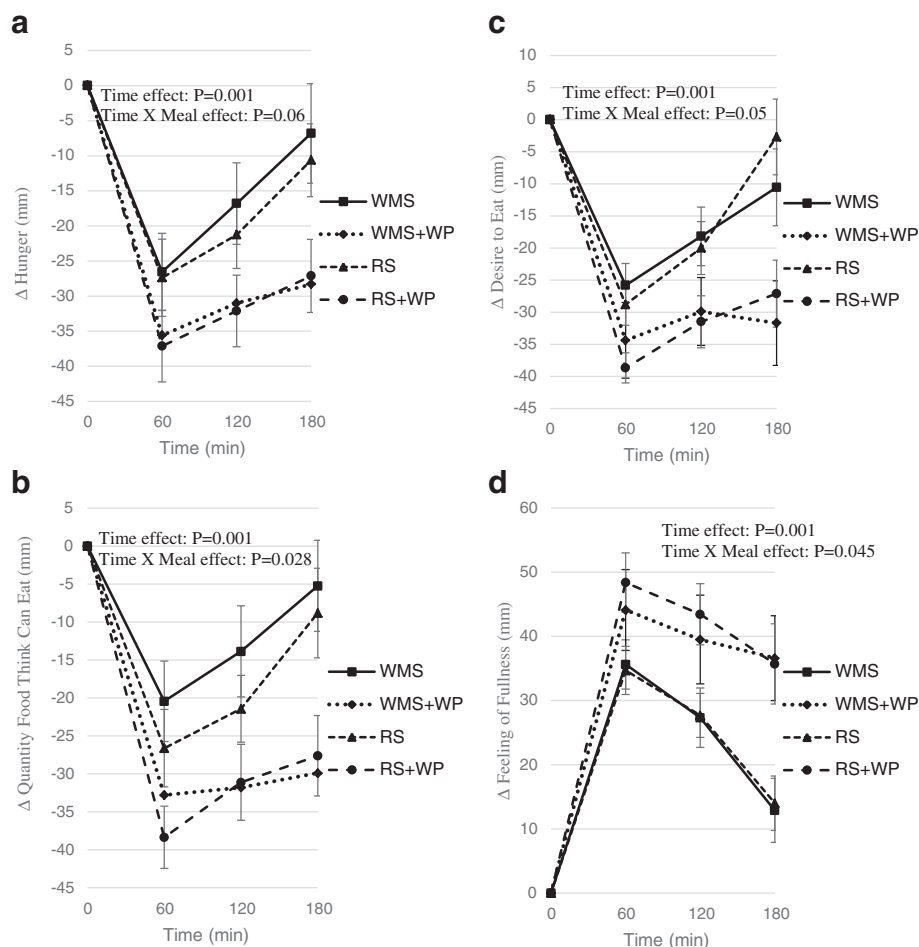 a
5
0
-5
-10
-15
-20
-25
-30
-35
-40
-45
Δ Hunger (mm)
Time effect: P=0.001
Time X Meal effect: P=0.06
WMS
WMS+WP
RS
RS+WP
0 60 120 180
Time (min)
c
10
5
0
-5
-10
-15
-20
-25
-30
-35
-40
-45
Δ Desire to Eat (mm)
Time effect: P=0.001
Time X Meal effect: P=0.05
WMS
WMS+WP
RS
RS+WP
0 60 120 180
Time (min)
b
5
0
-5
-10
-15
-20
-25
-30
-35
-40
-45
Δ Quantity Food Think Can Eat (mm)
Time effect: P=0.001
Time X Meal effect: P=0.028
WMS
WMS+WP
RS
RS+WP
0 60 120 180
Time (min)
d
60
50
40
30
20
10
0
Δ Feeling of Fullness (mm)
Time effect: P=0.001
Time X Meal effect: P=0.045
WMS
WMS+WP
RS
RS+WP
0 60 120 180
Time (min)